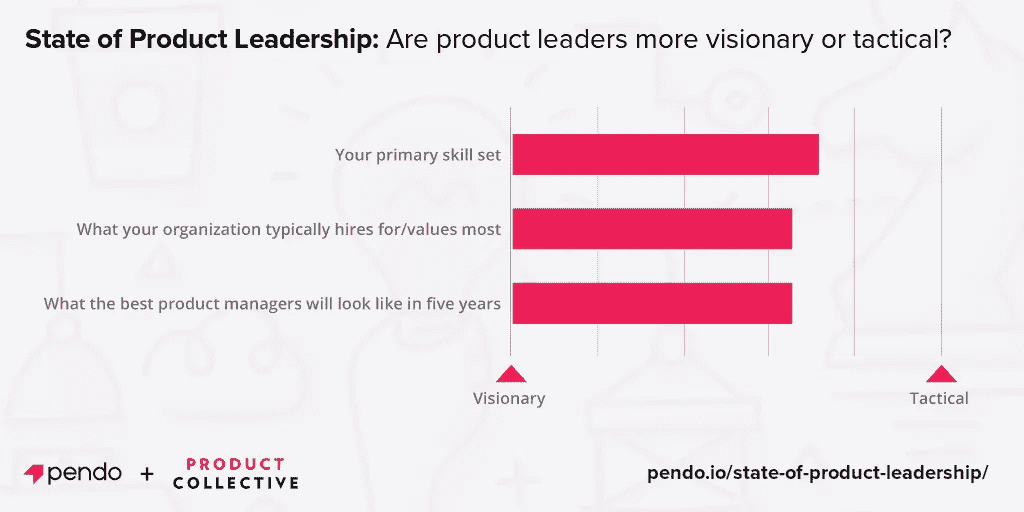 State of Product Leadership: Are product leaders more visionary or tactical?
Your primary skill set
What your organization typically hires for/values most
What the best product managers will look like in five years
Visionary
Tactical
pendo + PRODUCT COLLECTIVE
pendo.io/state-of-product-leadership/